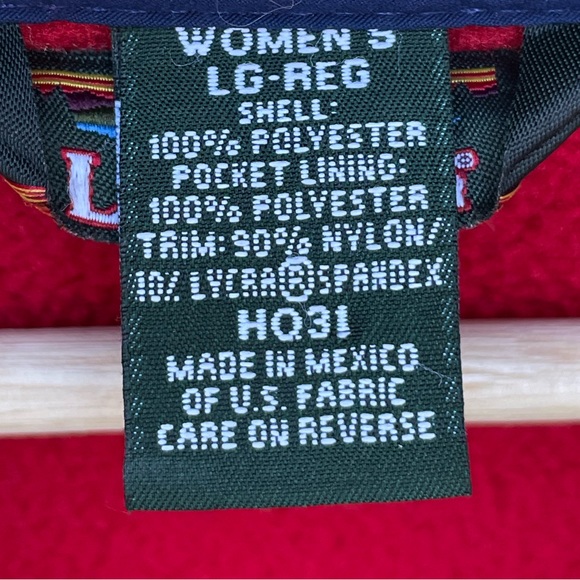 WOMEN'S
LG-REG
SHELL:
100% POLYESTER
POCKET LINING:
100% POLYESTER
TRIM: 90% NYLON/
10% LYCRA®SPANDEX
HQ31
MADE IN MEXICO
OF U.S. FABRIC
CARE ON REVERSE